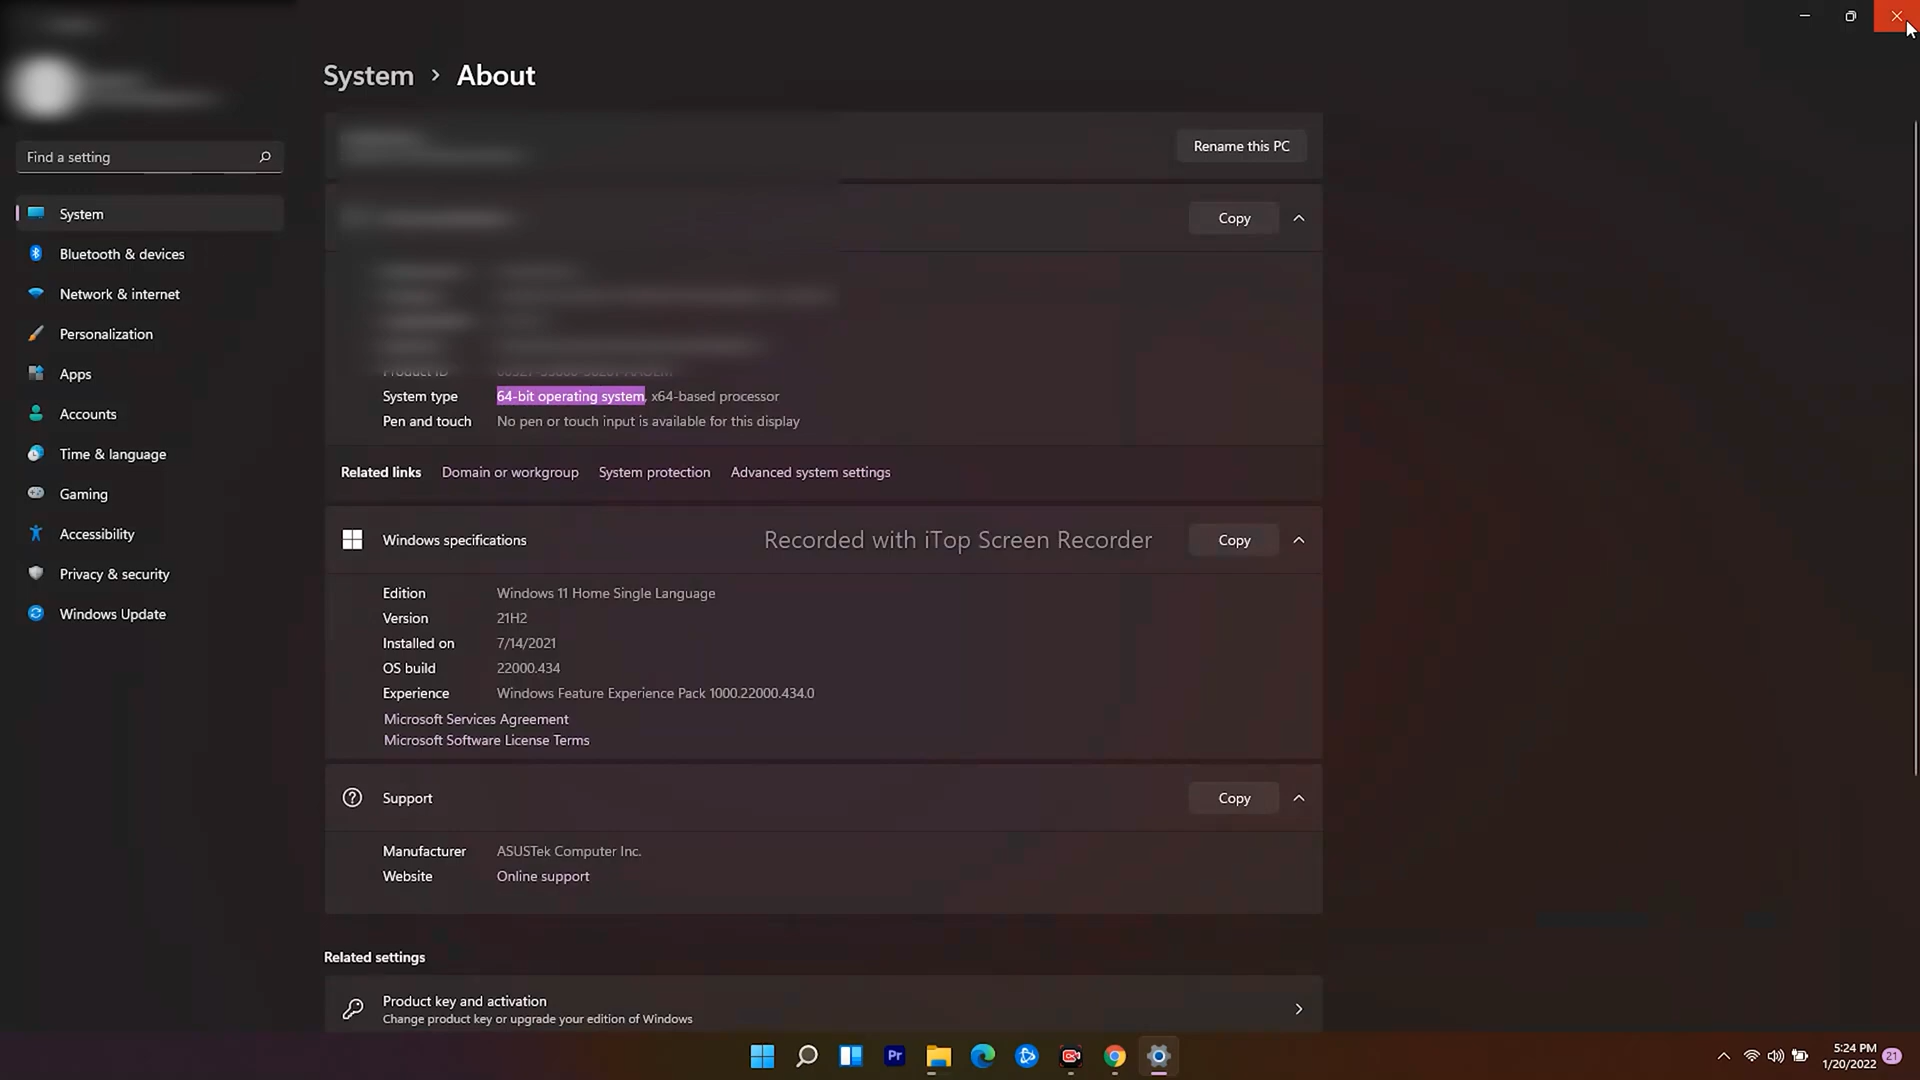 System > About
Rename this PC
Find a setting
System
Copy
Bluetooth & devices
Network & internet
Personalization
Apps
Accounts
Time & language
Gaming
Accessibility
Privacy & security
Windows Update
Product ID
System type 64-bit operating system, x64-based processor
Pen and touch No pen or touch input is available for this display
Related links Domain or workgroup System protection Advanced system settings
Windows specifications
Recorded with iTop Screen Recorder
Copy
Edition Windows 11 Home Single Language
Version 21H2
Installed on 7/14/2021
OS build 22000.434
Experience Windows Feature Experience Pack 1000.22000.434.0
Microsoft Services Agreement
Microsoft Software License Terms
Support
Copy
Manufacturer ASUSTek Computer Inc.
Website Online support
Related settings
Product key and activation
Change product key or upgrade your edition of Windows
Pr
5:24 PM
1/20/2022
21